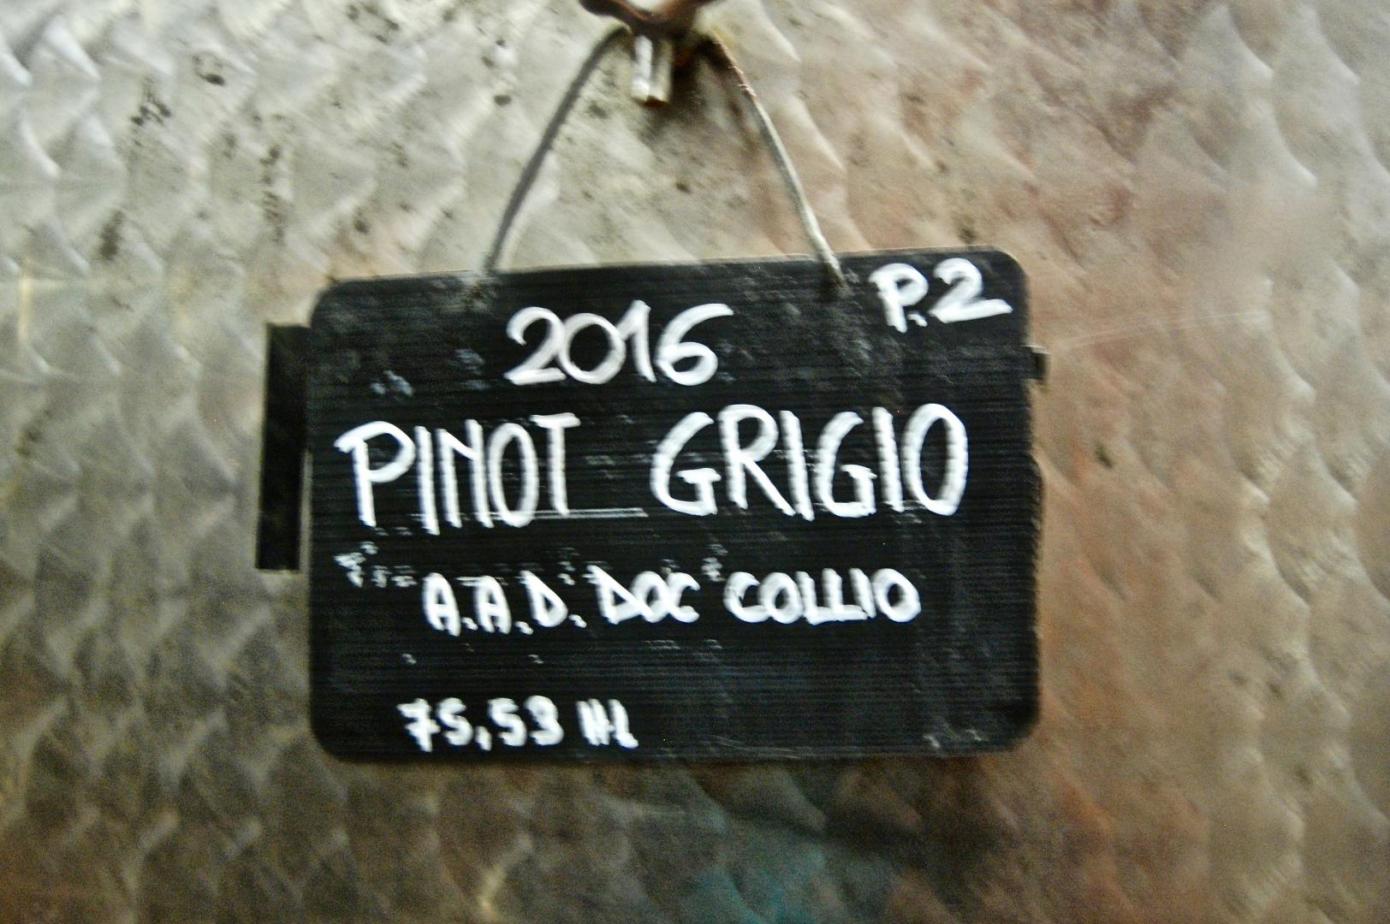 P.2
2016
PINOT GRIGIO
A.A.D. DOC COLLIO
75,53 Hl